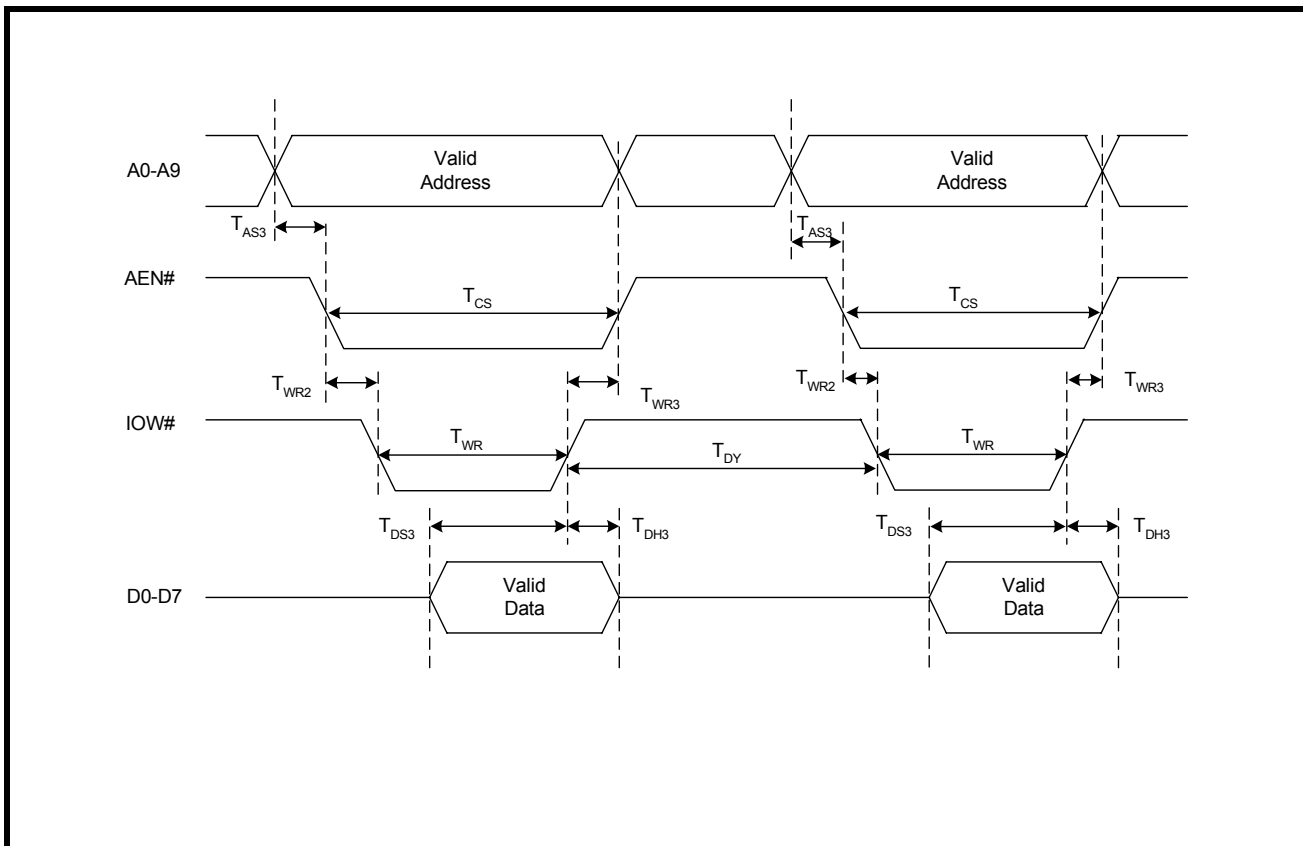 A0-A9
Valid
Address
Valid
Address
TAS3
TAS3
AEN#
TCS
TCS
TWR2
TWR3
TWR2
TWR3
IOW#
TWR
TDY
TWR
TDS3
TDH3
TDS3
TDH3
D0-D7
Valid
Data
Valid
Data